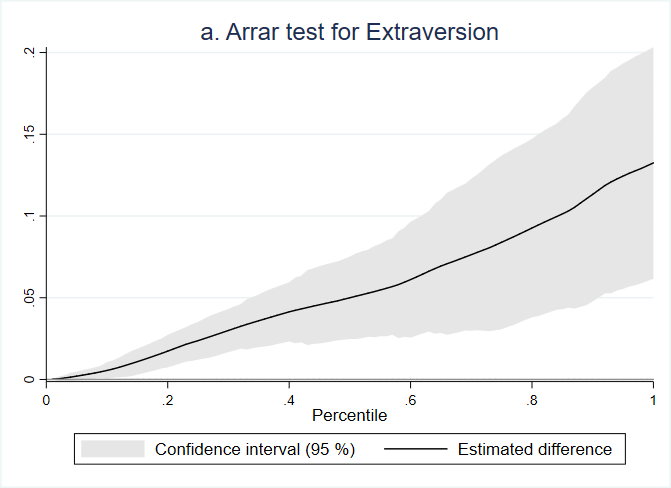 a. Arrar test for Extraversion
.2
.15
.1
.05
0
0 .2 .4 .6 .8 1
Percentile
Confidence interval (95 %) Estimated difference